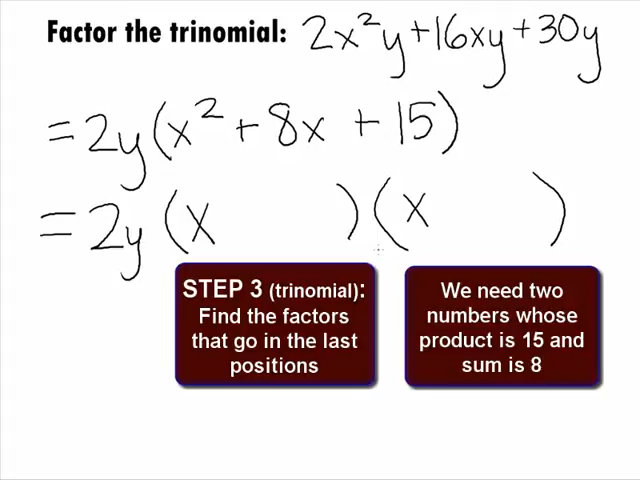 Factor the trinomial: 2x²y+16xy+30y
=2y(x²+8x+15)
=2y(x )(x )
STEP 3 (trinomial):
Find the factors
that go in the last
positions
We need two
numbers whose
product is 15 and
sum is 8